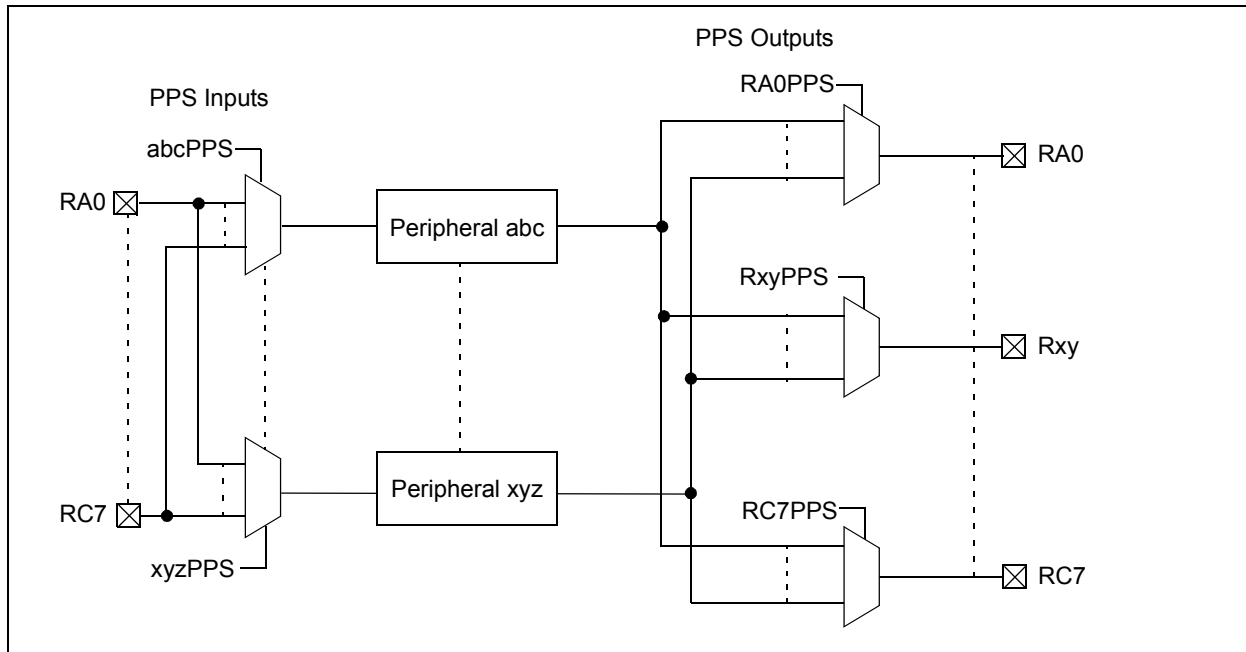 PPS Outputs
RA0PPS
PPS Inputs
abcPPS
RA0
RA0
Peripheral abc
RxyPPS
Rxy
Peripheral xyz
RC7PPS
RC7
xyzPPS
RC7